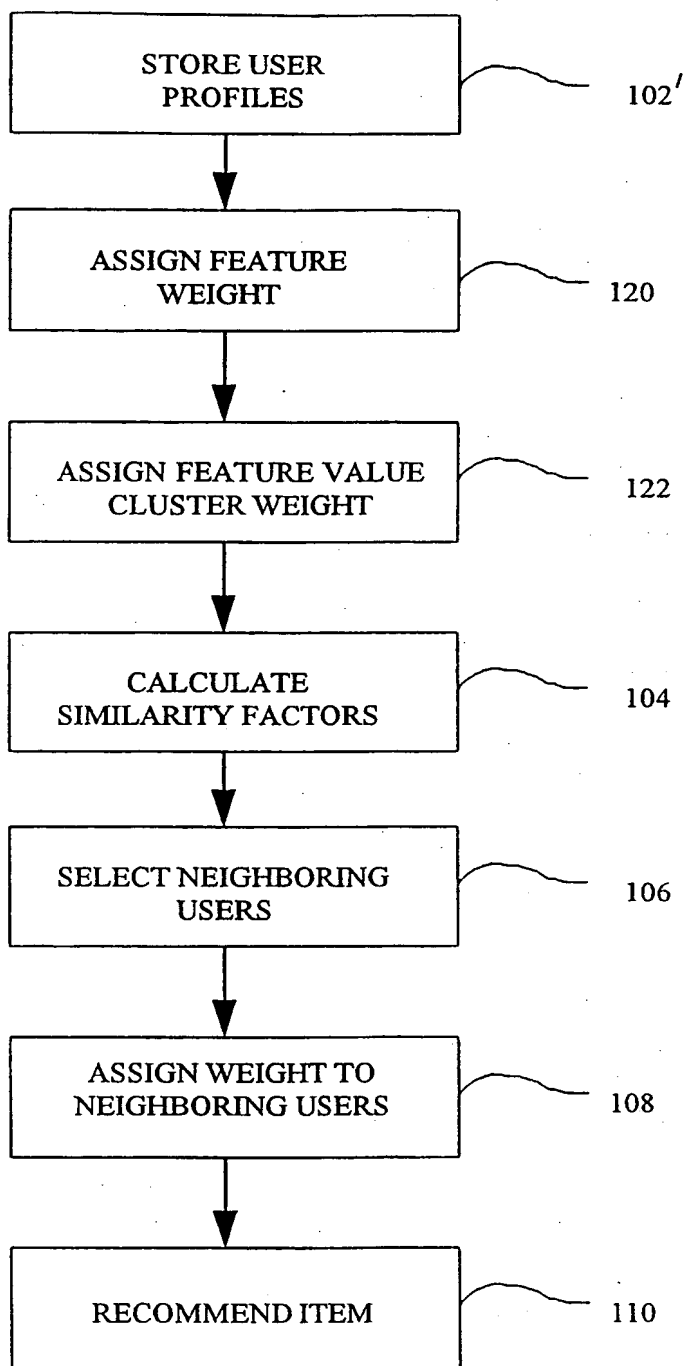 STORE USER
PROFILES
102'
ASSIGN FEATURE
WEIGHT
120
ASSIGN FEATURE VALUE
CLUSTER WEIGHT
122
CALCULATE
SIMILARITY FACTORS
104
SELECT NEIGHBORING
USERS
106
ASSIGN WEIGHT TO
NEIGHBORING USERS
108
RECOMMEND ITEM
110